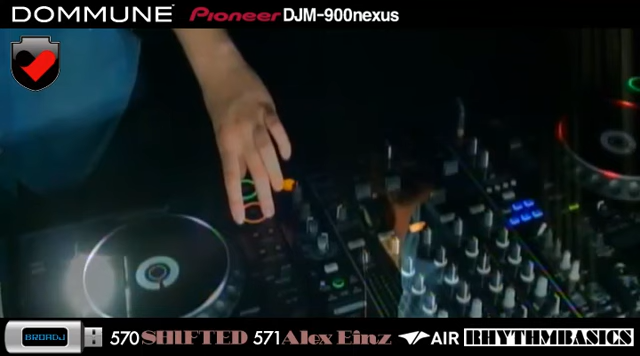 DOMMUNE Pioneer DJM-900nexus
BROADJ 570 SHIFTED 571 Alex Einz AIR RHYTHMBASICS